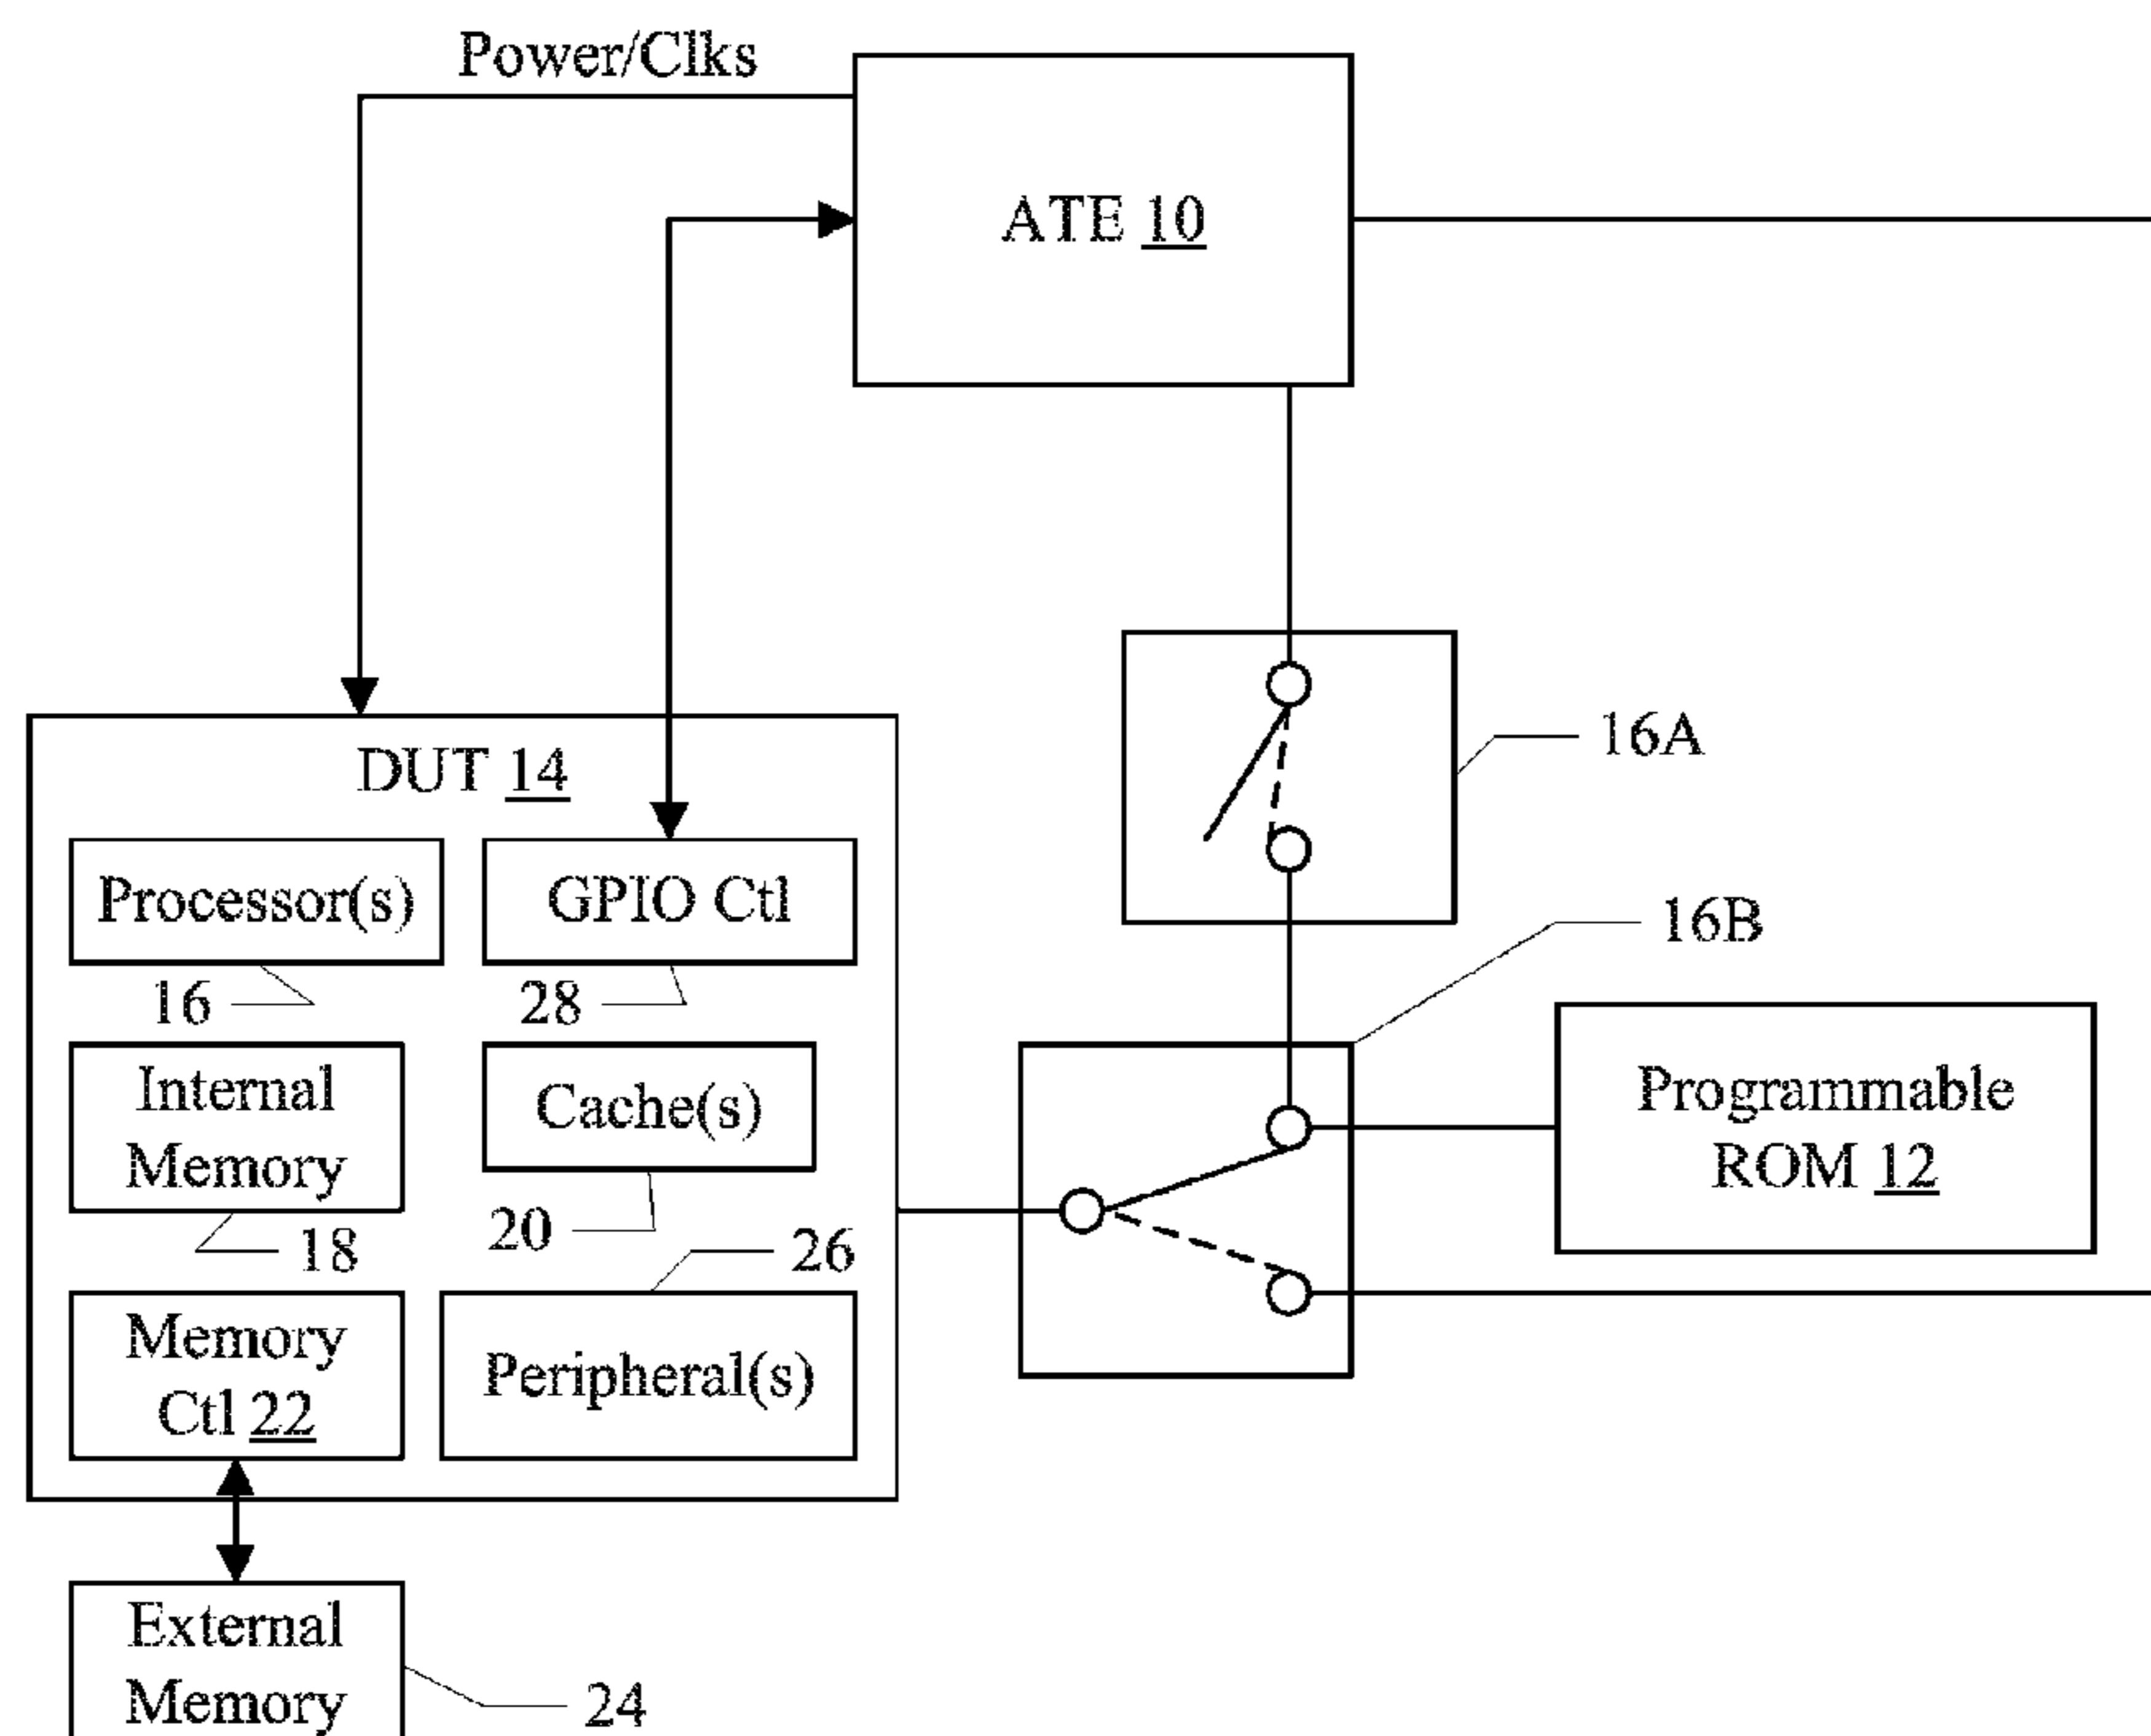 Power/Clks
ATE 10
DUT 14
16A
Processor(s)
GPIO Ctl
16B
16
28
Internal
Memory
Cache(s)
Programmable
ROM 12
18
20
26
Memory
Ctl 22
Peripheral(s)
External
Memory
24